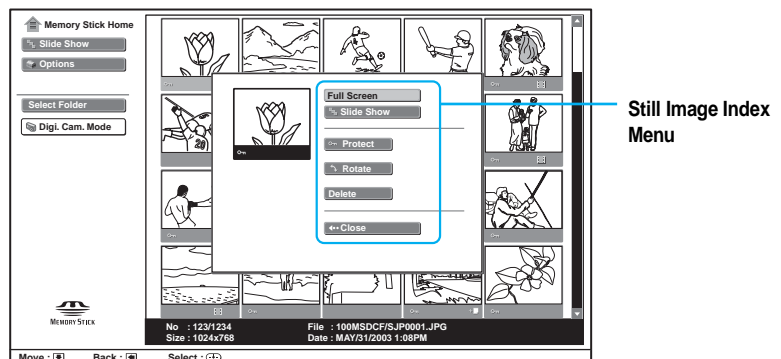 Memory Stick Home
Slide Show
Options
Select Folder
Digi. Cam. Mode
MEMORY STICK
20
Full Screen
Slide Show
Protect
Rotate
Delete
Close
Still Image Index
Menu
No : 123/1234
File : 100MSDCF/SJP0001.JPG
Size : 1024x768
Date : MAY/31/2003 1:08PM
Move :
Back :
Select :